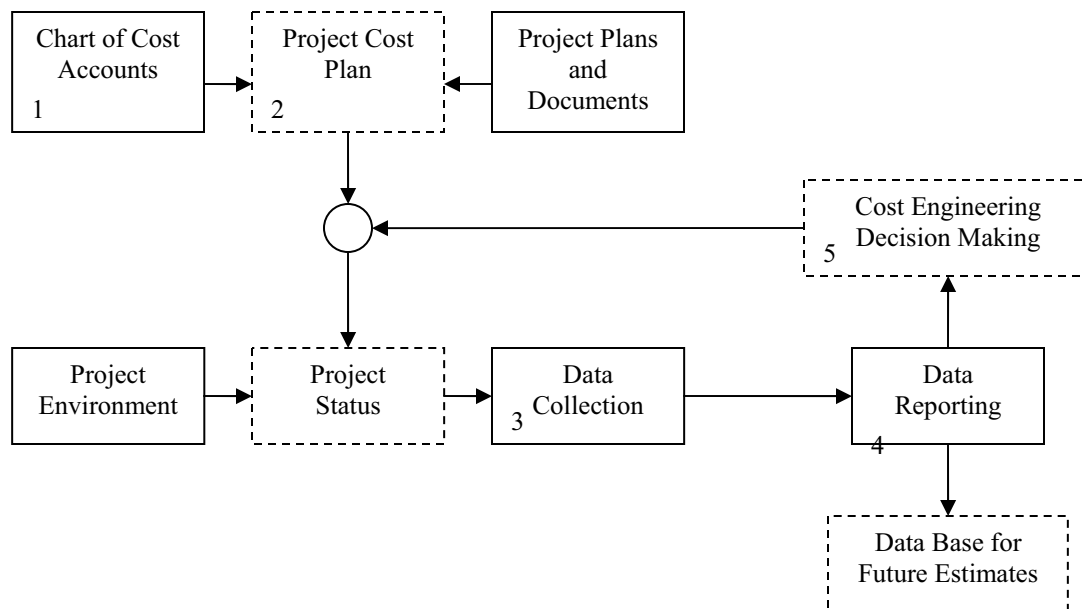 Chart of Cost
Accounts
1
Project Cost
Plan
2
Project Plans
and
Documents
Cost Engineering
Decision Making
5
Project
Environment
Project
Status
Data
Collection
3
Data
Reporting
4
Data Base for
Future Estimates